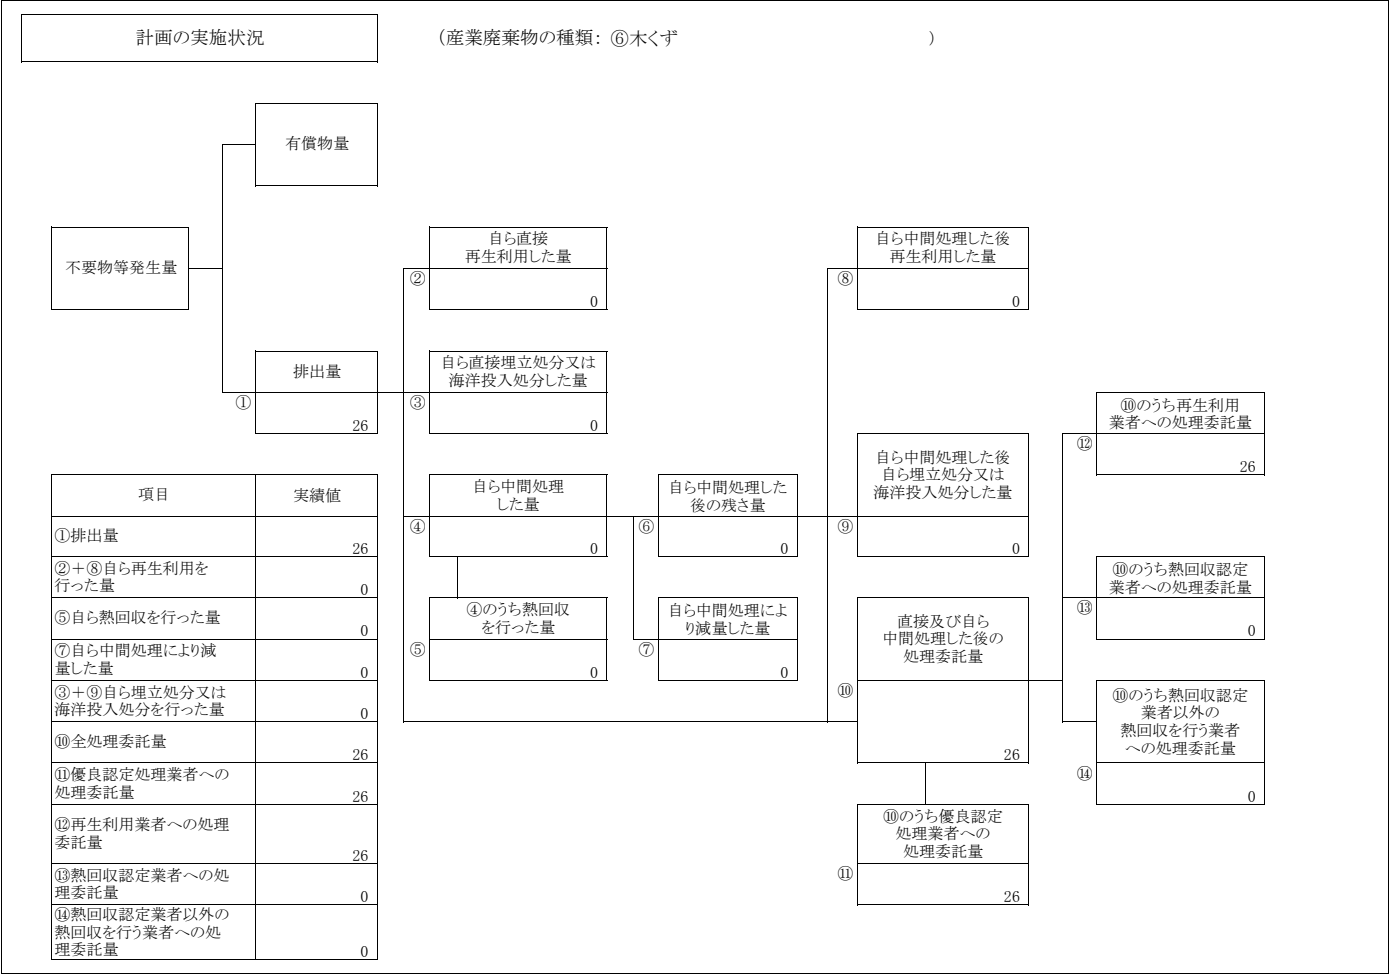 計画の実施状況
（産業廃棄物の種類： ⑥木くず ）
有償物量
不要物等発生量
自ら直接
再生利用した量
②
0
自ら中間処理した後
再生利用した量
⑧
0
排出量
①
26
自ら直接埋立処分又は
海洋投入処分した量
③
0
⑩のうち再生利用
業者への処理委託量
⑫
26
自ら中間処理
した量
④
0
自ら中間処理した
後の残さ量
⑥
0
自ら中間処理した後
自ら埋立処分又は
海洋投入処分した量
⑨
0
④のうち熱回収
を行った量
⑤
0
自ら中間処理によ
り減量した量
⑦
0
直接及び自ら
中間処理した後の
処理委託量
⑩
26
⑩のうち熱回収認定
業者への処理委託量
⑬
0
⑩のうち熱回収認定
業者以外の
熱回収を行う業者
への処理委託量
⑭
0
⑩のうち優良認定
処理業者への
処理委託量
⑪
26
項目 実績値
①排出量
26
②＋⑧自ら再生利用を
行った量
0
⑤自ら熱回収を行った量
0
⑦自ら中間処理により減
量した量
0
③＋⑨自ら埋立処分又は
海洋投入処分を行った量
0
⑩全処理委託量
26
⑪優良認定処理業者への
処理委託量
26
⑫再生利用業者への処理
委託量
26
⑬熱回収認定業者への処
理委託量
0
⑭熱回収認定業者以外の
熱回収を行う業者への処
理委託量
0